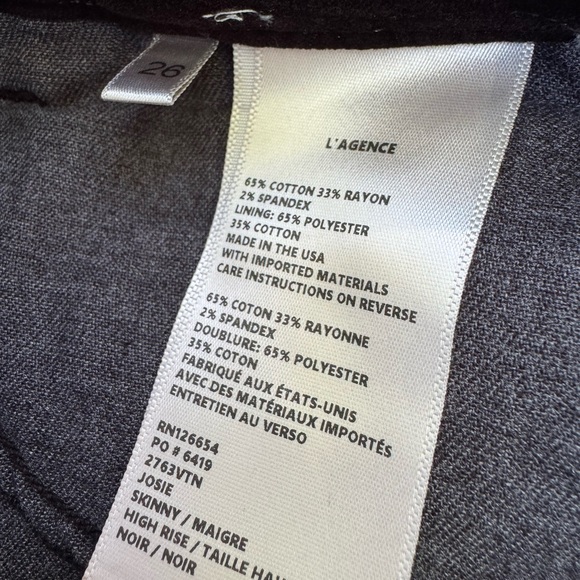 26
L'AGENCE
65% COTTON 33% RAYON
2% SPANDEX
LINING: 65% POLYESTER
35% COTTON
MADE IN THE USA
WITH IMPORTED MATERIALS
CARE INSTRUCTIONS ON REVERSE
65% COTON 33% RAYONNE
2% SPANDEX
DOUBLURE: 65% POLYESTER
35% COTON
FABRIQUÉ AUX ÉTATS-UNIS
AVEC DES MATÉRIAUX IMPORTÉS
ENTRETIEN AU VERSO
RN126654
PO # 6419
2763VTN
JOSIE
SKINNY / MAIGRE
HIGH RISE / TAILLE HAU
NOIR / NOIR